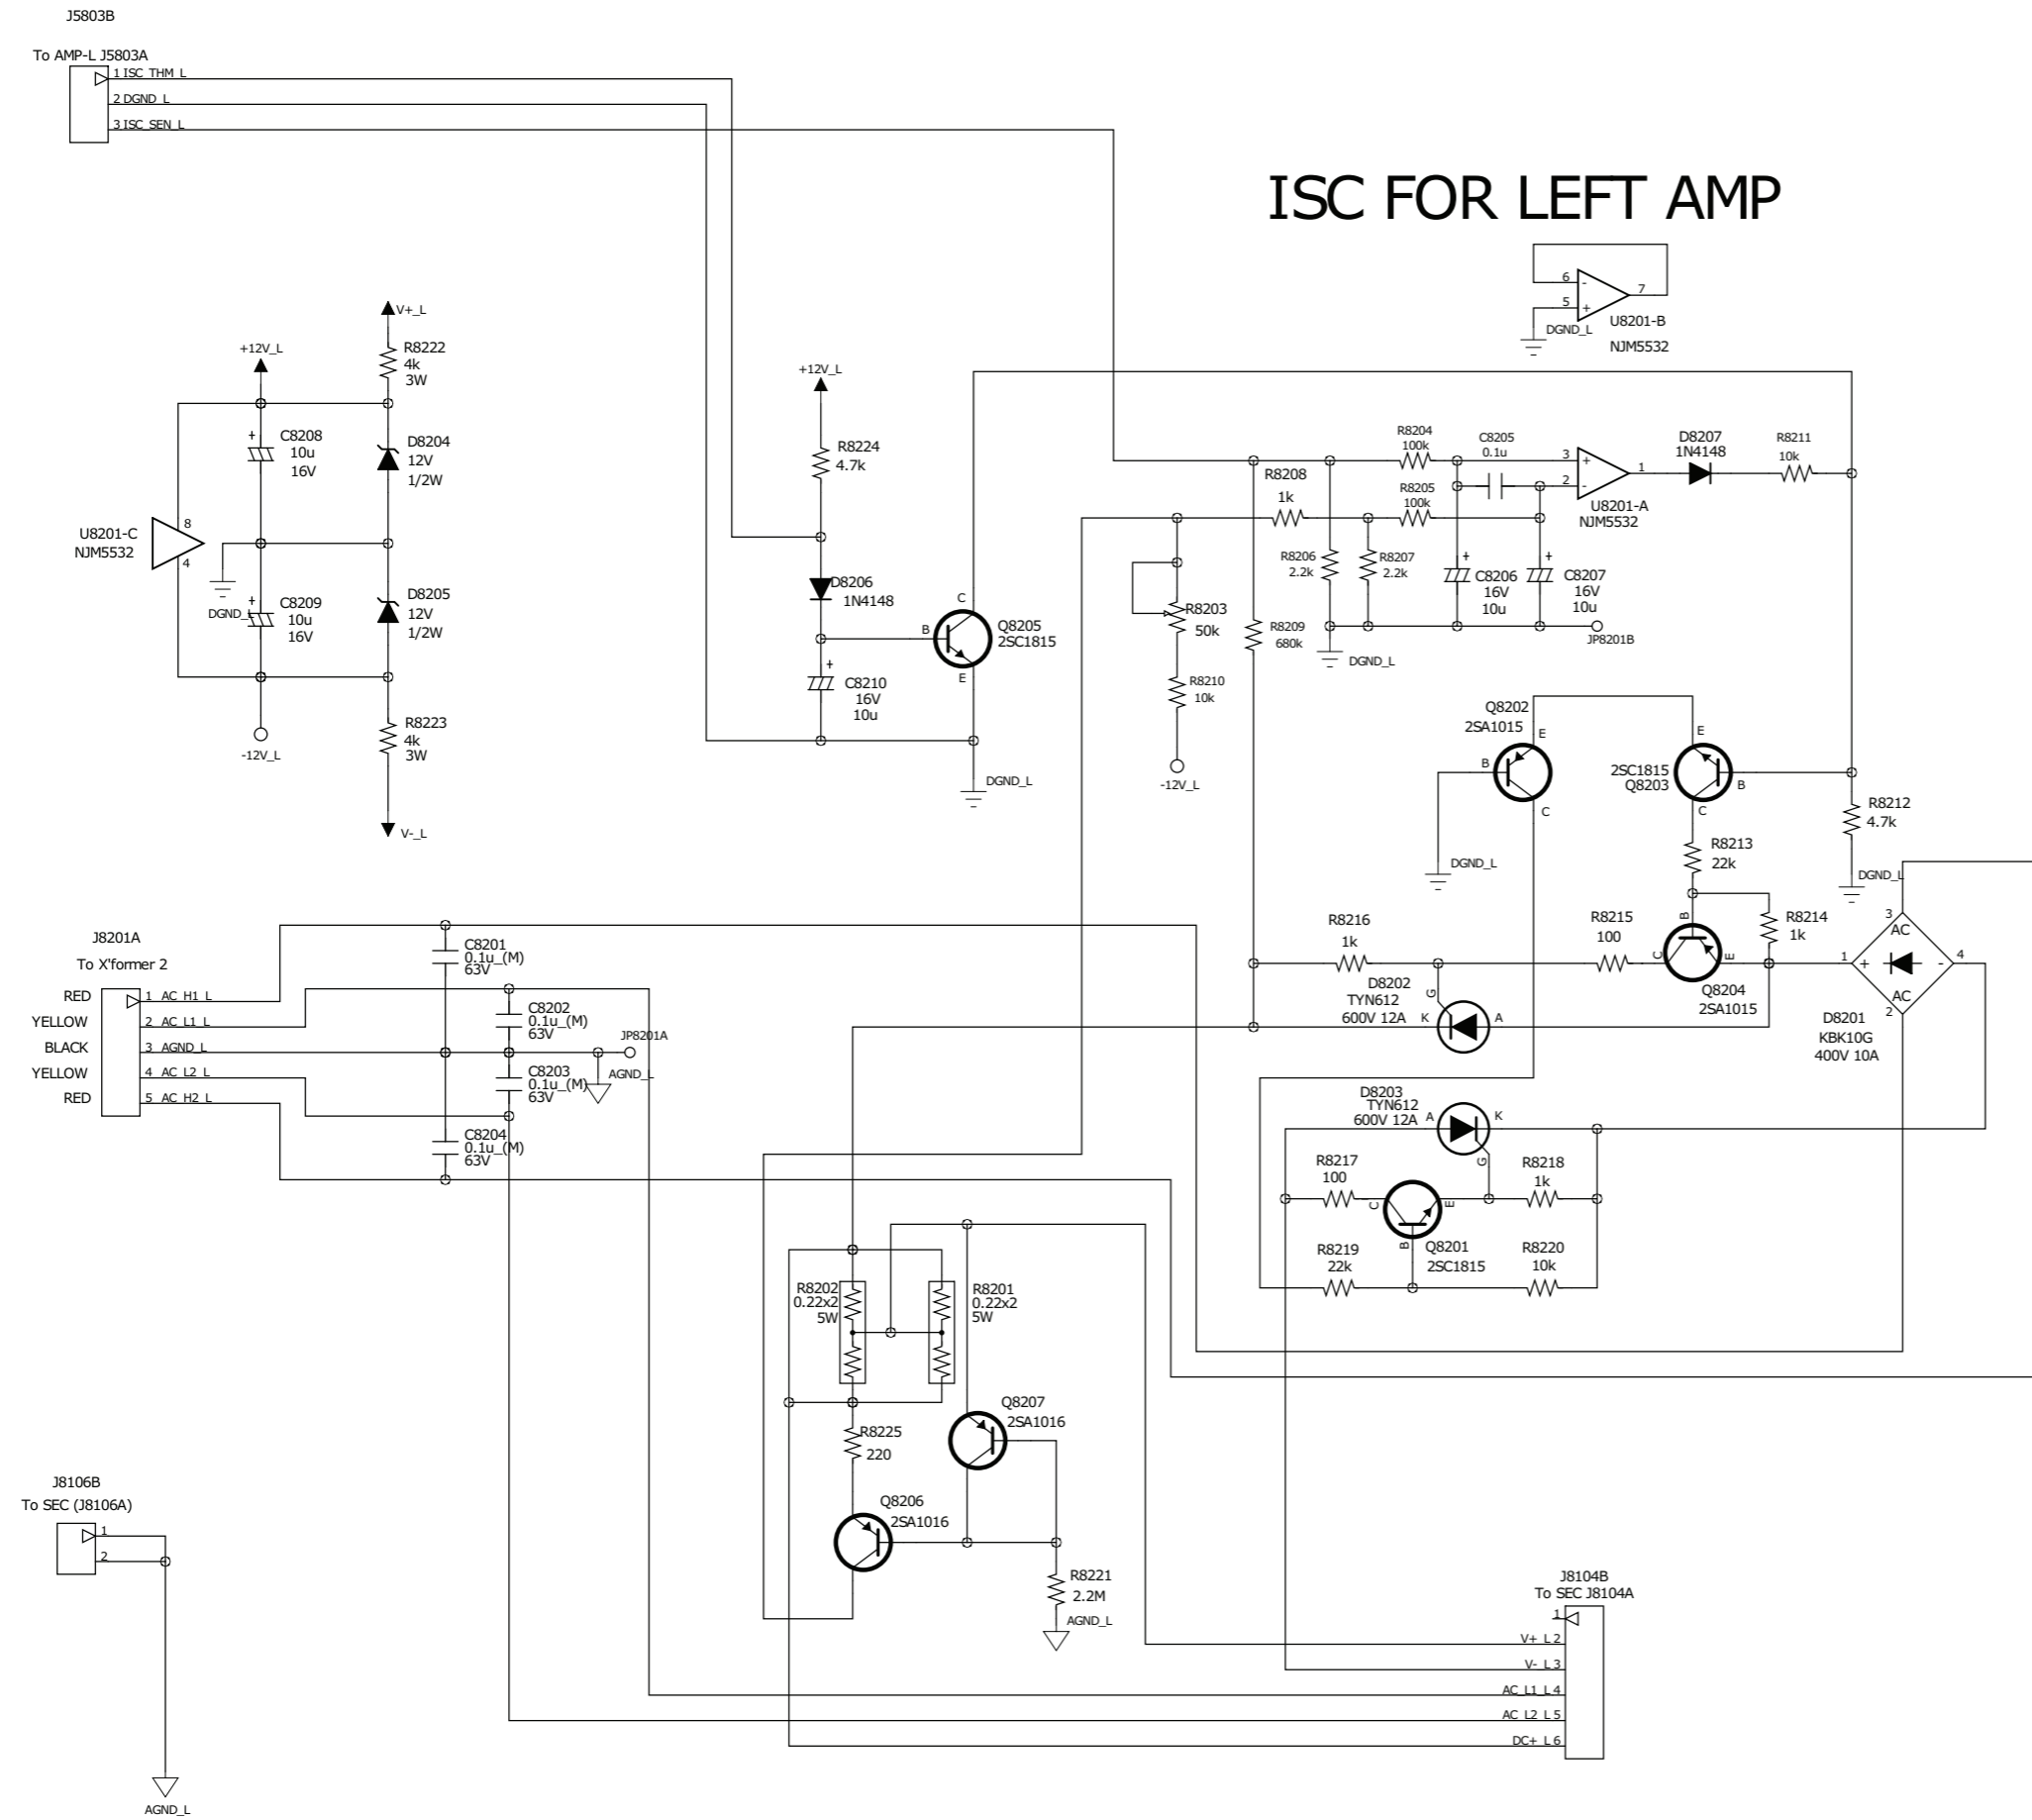 J5803B
To AMP-L J5803A
1 ISC_THM_L
2 DGND_L
3 ISC_SEN_L
ISC FOR LEFT AMP
6
5
-
+
7
DGND_L
U8201-B
NJM5532
V+_L
R8222
4k
3W
+12V_L
+
C8208
10u
16V
D8204
12V
1/2W
U8201-C
NJM5532
8
4
DGND_L
+
C8209
10u
16V
D8205
12V
1/2W
-12V_L
R8223
4k
3W
V-_L
+12V_L
R8224
4.7k
D8206
1N4148
+
C8210
16V
10u
C
B
E
Q8205
2SC1815
DGND_L
R8204
100k
C8205
0.1u
3
+
2
-
1
U8201-A
NJM5532
D8207
1N4148
R8211
10k
R8208
1k
R8205
100k
R8206
2.2k
R8207
2.2k
+
C8206
16V
10u
+
C8207
16V
10u
JP8201B
DGND_L
R8203
50k
R8209
680k
R8210
10k
-12V_L
Q8202
2SA1015
E
B
C
DGND_L
E
2SC1815
Q8203
B
C
R8212
4.7k
DGND_L
R8213
22k
R8216
1k
R8215
100
B
C
E
Q8204
2SA1015
R8214
1k
3
AC
1
+
-
4
AC
2
D8201
KBK10G
400V 10A
D8202
TYN612
600V 12A
G
K
A
D8203
TYN612
600V 12A
A
K
G
R8217
100
R8218
1k
C
E
B
Q8201
2SC1815
R8219
22k
R8220
10k
J8201A
To X'former 2
RED
1 AC_H1_L
YELLOW
2 AC_L1_L
BLACK
3 AGND_L
YELLOW
4 AC_L2_L
RED
5 AC_H2_L
C8201
0.1u_(M)
63V
C8202
0.1u_(M)
63V
JP8201A
AGND_L
C8203
0.1u_(M)
63V
C8204
0.1u_(M)
63V
R8202
0.22x2
5W
R8201
0.22x2
5W
R8225
220
Q8207
2SA1016
Q8206
2SA1016
R8221
2.2M
AGND_L
J8106B
To SEC (J8106A)
1
2
AGND_L
J8104B
To SEC J8104A
1
V+_L 2
V-_L 3
AC_L1_L 4
AC_L2_L 5
DC+_L 6